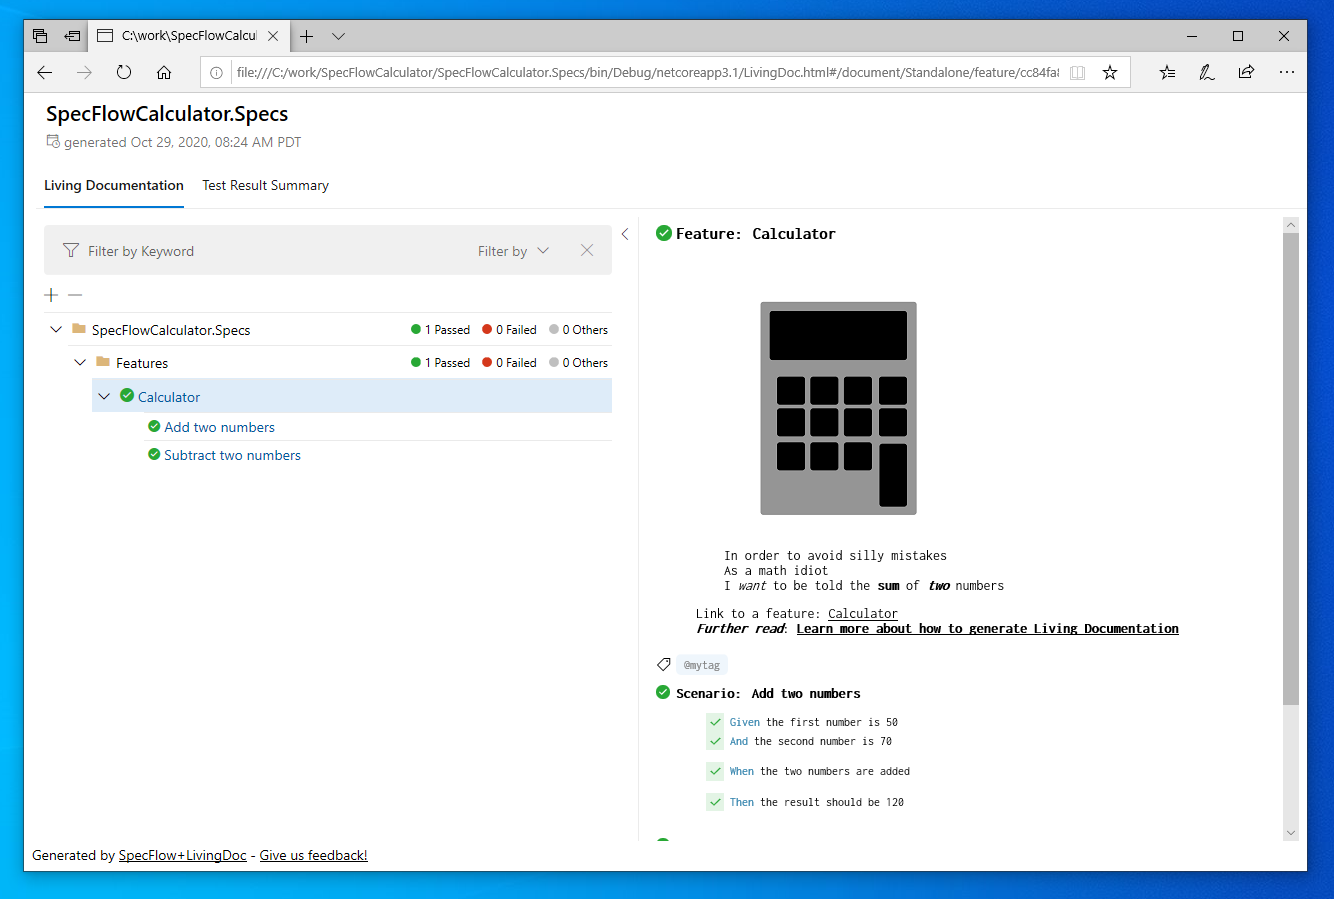 C:\work\SpecFlowCalcul
file:///C:/work/SpecFlowCalculator/SpecFlowCalculator.Specs/bin/Debug/netcoreapp3.1/LivingDoc.html#/document/Standalone/feature/cc84fa8
SpecFlowCalculator.Specs
generated Oct 29, 2020, 08:24 AM PDT
Living Documentation Test Result Summary
Filter by Keyword Filter by
SpecFlowCalculator.Specs 1 Passed 0 Failed 0 Others
Features 1 Passed 0 Failed 0 Others
Calculator
Add two numbers
Subtract two numbers
Feature: Calculator
In order to avoid silly mistakes
As a math idiot
I want to be told the sum of two numbers
Link to a feature: Calculator
Further read: Learn more about how to generate Living Documentation
@mytag
Scenario: Add two numbers
Given the first number is 50
And the second number is 70
When the two numbers are added
Then the result should be 120
Generated by SpecFlow+LivingDoc - Give us feedback!